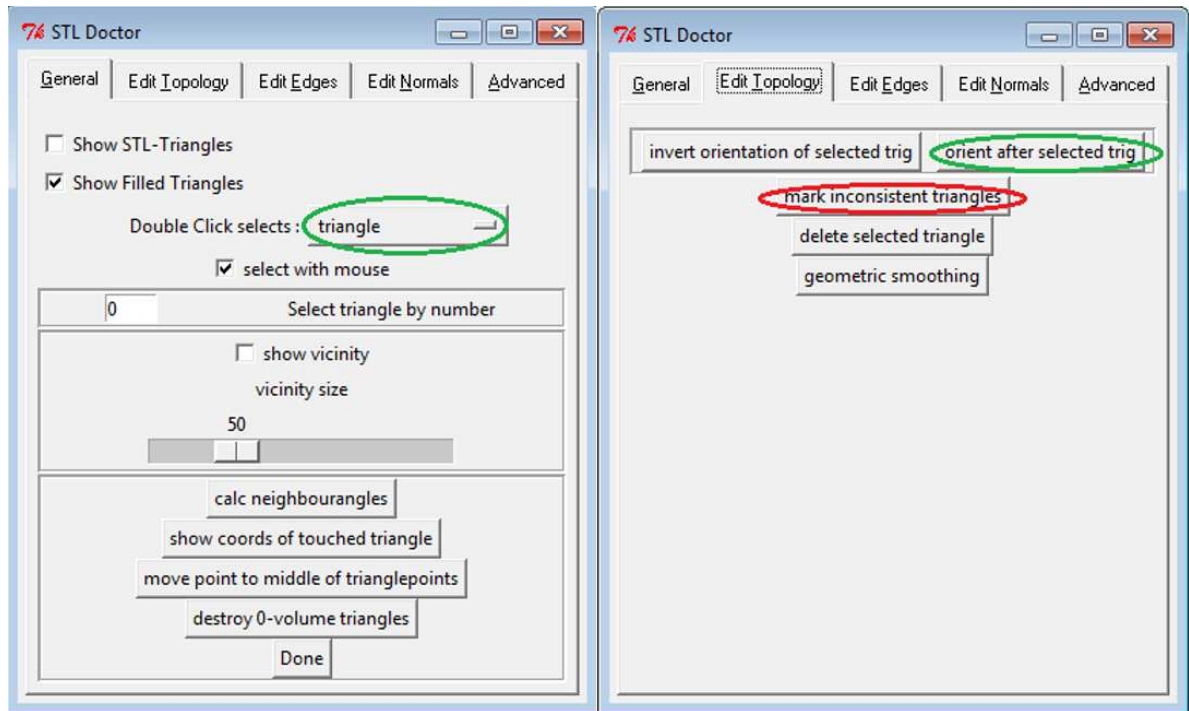 7k STL Doctor
General Edit Topology Edit Edges Edit Normals Advanced
Show STL-Triangles
Show Filled Triangles
Double Click selects : triangle
select with mouse
0 Select triangle by number
show vicinity
vicinity size
50
calc neighbourangles
show coords of touched triangle
move point to middle of trianglepoints
destroy 0-volume triangles
Done
7k STL Doctor
General Edit Topology Edit Edges Edit Normals Advanced
invert orientation of selected trig orient after selected trig
mark inconsistent triangles
delete selected triangle
geometric smoothing